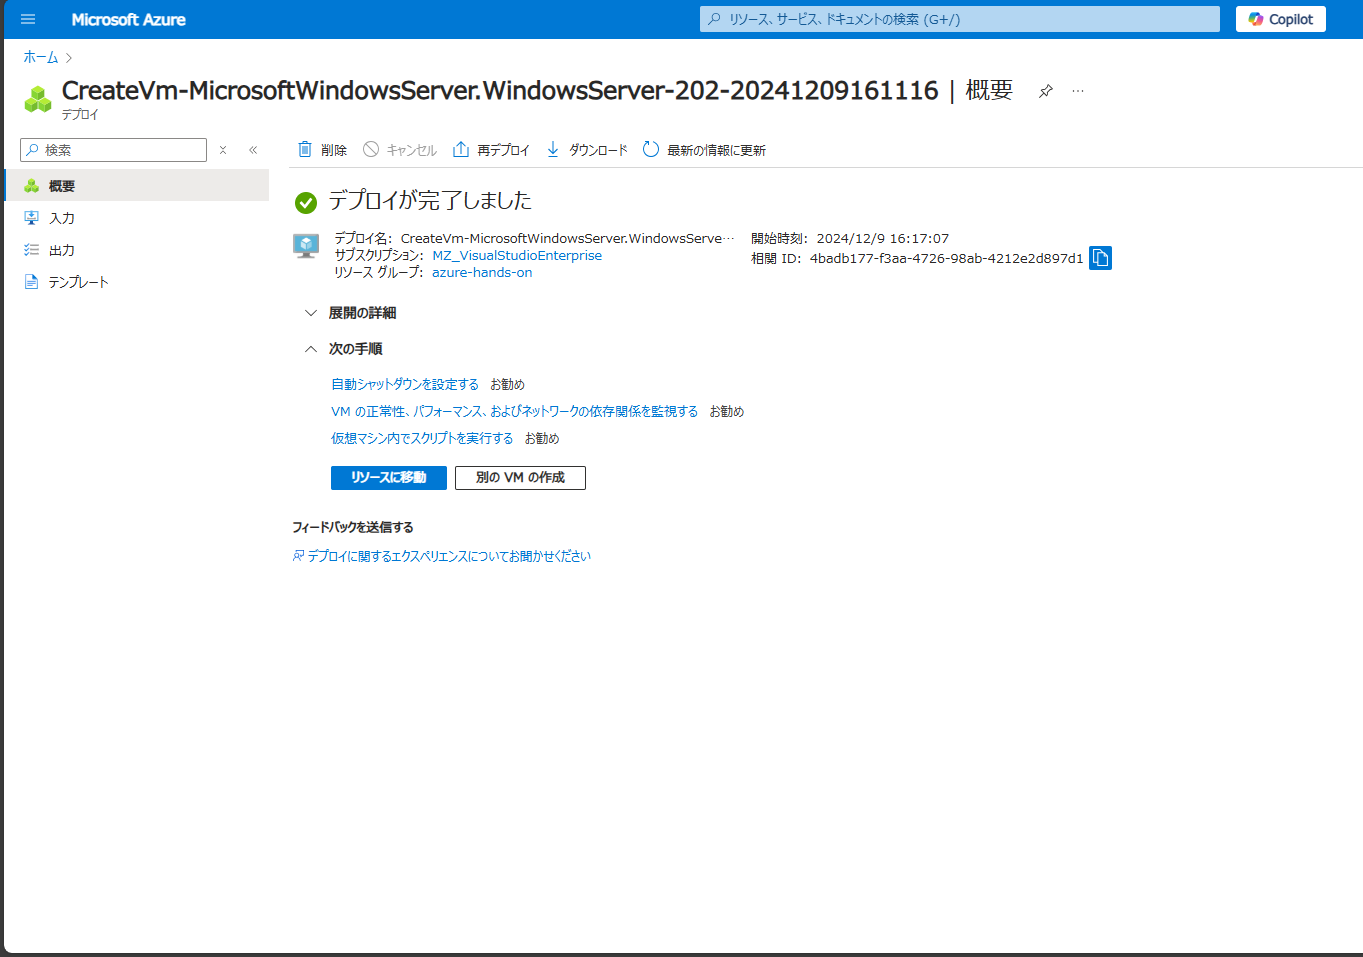 Microsoft Azure
リソース、サービス、ドキュメントの検索 (G+/)
Copilot
ホーム
CreateVm-MicrosoftWindowsServer.WindowsServer-202-20241209161116 | 概要
デプロイ
検索
削除 キャンセル 再デプロイ ダウンロード 最新の情報に更新
概要
入力
出力
テンプレート
デプロイが完了しました
デプロイ名: CreateVm-MicrosoftWindowsServer.WindowsServe…
サブスクリプション: MZ_VisualStudioEnterprise
リソース グループ: azure-hands-on
開始時刻: 2024/12/9 16:17:07
相関 ID: 4badb177-f3aa-4726-98ab-4212e2d897d1
展開の詳細
次の手順
自動シャットダウンを設定する お勧め
VM の正常性、パフォーマンス、およびネットワークの依存関係を監視する お勧め
仮想マシン内でスクリプトを実行する お勧め
リソースに移動 別の VM の作成
フィードバックを送信する
デプロイに関するエクスペリエンスについてお聞かせください